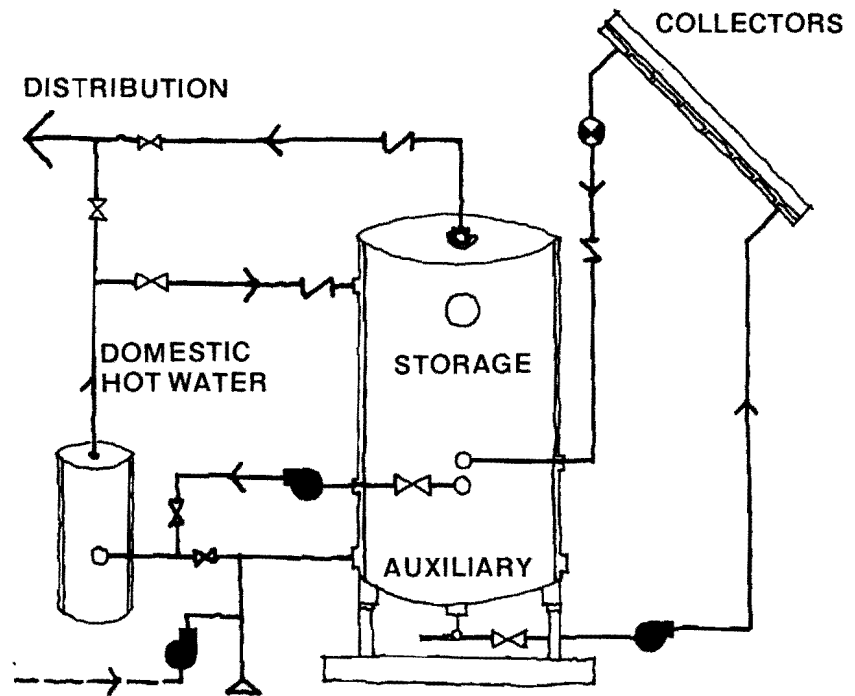 COLLECTORS
DISTRIBUTION
STORAGE
DOMESTIC
HOT WATER
AUXILIARY